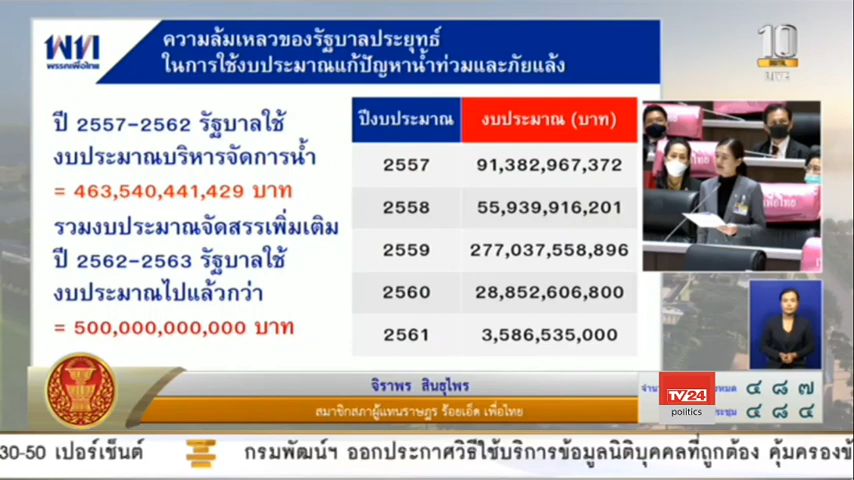 พท
พรรคเพื่อไทย
ความล้มเหลวของรัฐบาลประยุทธ์
ในการใช้งบประมาณแก้ปัญหาน้ำท่วมและภัยแล้ง
10
DIGITAL
LIVE
ปี 2557-2562 รัฐบาลใช้
งบประมาณบริหารจัดการน้ำ
= 463,540,441,429 บาท
รวมงบประมาณจัดสรรเพิ่มเติม
ปี 2562-2563 รัฐบาลใช้
งบประมาณไปแล้วกว่า
= 500,000,000,000 บาท
ปีงบประมาณ งบประมาณ (บาท)
2557 91,382,967,372
2558 55,939,916,201
2559 277,037,558,896
2560 28,852,606,800
2561 3,586,535,000
จิราพร สินธุไพร
สมาชิกสภาผู้แทนราษฎร ร้อยเอ็ด เพื่อไทย
TV24
politics
๔๘๗
๔๘๔
30-50 เปอร์เซ็นต์ กรมพัฒน์ฯ ออกประกาศวิธีใช้บริการข้อมูลนิติบุคคลที่ถูกต้อง คุ้มครอง